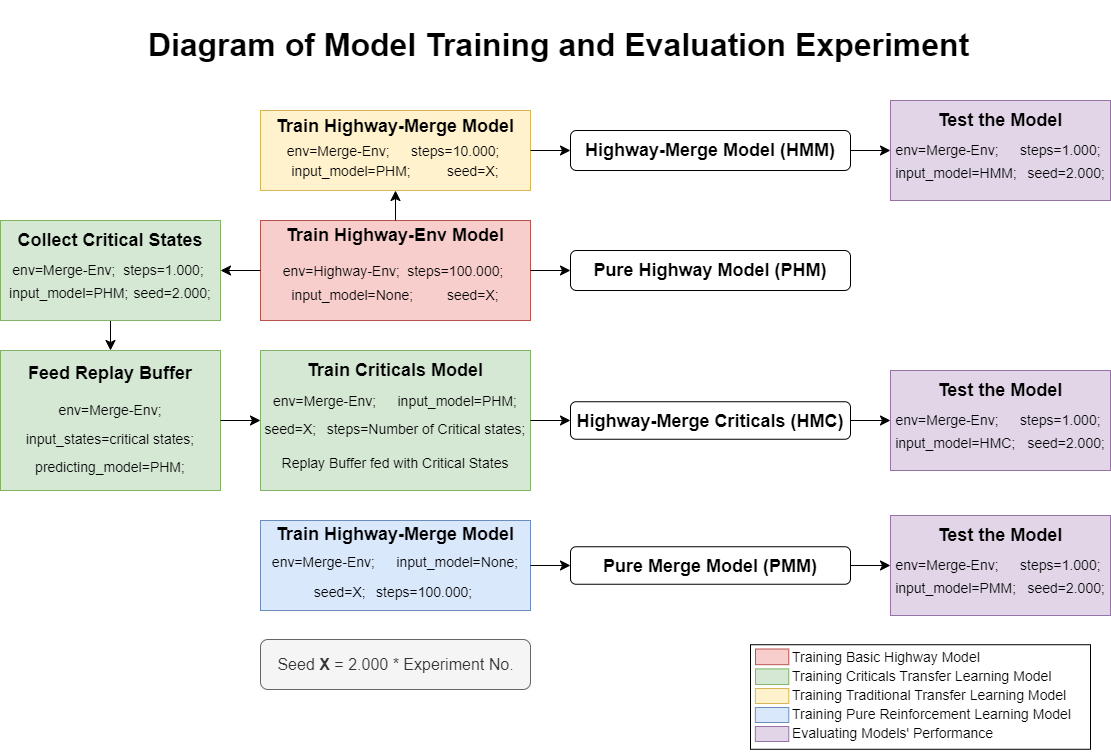 Diagram of Model Training and Evaluation Experiment
Train Highway-Merge Model
env=Merge-Env; steps=10.000;
input_model=PHM; seed=X;
Highway-Merge Model (HMM)
Test the Model
env=Merge-Env; steps=1.000;
input_model=HMM; seed=2.000;
Collect Critical States
env=Merge-Env; steps=1.000;
input_model=PHM; seed=2.000;
Train Highway-Env Model
env=Highway-Env; steps=100.000;
input_model=None; seed=X;
Pure Highway Model (PHM)
Feed Replay Buffer
env=Merge-Env;
input_states=critical states;
predicting_model=PHM;
Train Criticals Model
env=Merge-Env; input_model=PHM;
seed=X; steps=Number of Critical states;
Replay Buffer fed with Critical States
Highway-Merge Criticals (HMC)
Test the Model
env=Merge-Env; steps=1.000;
input_model=HMC; seed=2.000;
Train Highway-Merge Model
env=Merge-Env; input_model=None;
seed=X; steps=100.000;
Pure Merge Model (PMM)
Test the Model
env=Merge-Env; steps=1.000;
input_model=PMM; seed=2.000;
Seed X = 2.000 * Experiment No.
Training Basic Highway Model
Training Criticals Transfer Learning Model
Training Traditional Transfer Learning Model
Training Pure Reinforcement Learning Model
Evaluating Models' Performance